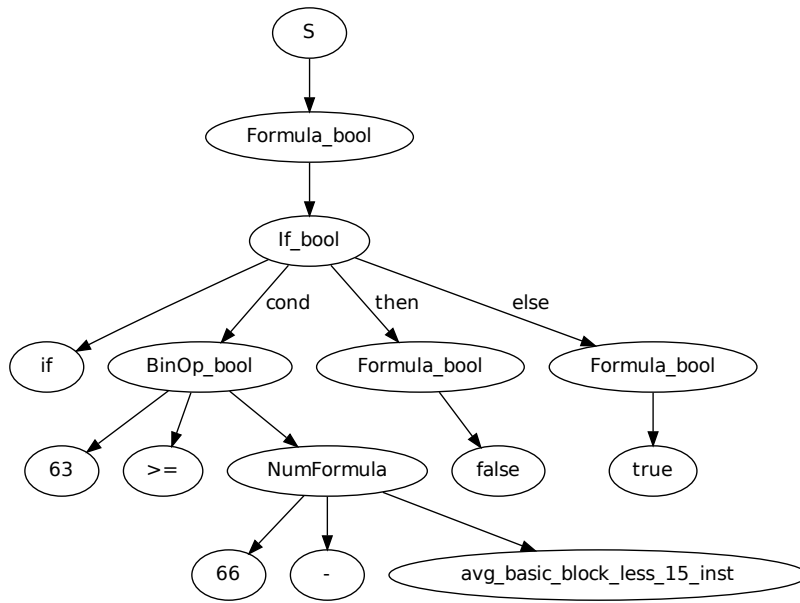 S
Formula_bool
If_bool
cond then else
if BinOp_bool Formula_bool Formula_bool
63 >= NumFormula false true
66 - avg_basic_block_less_15_inst